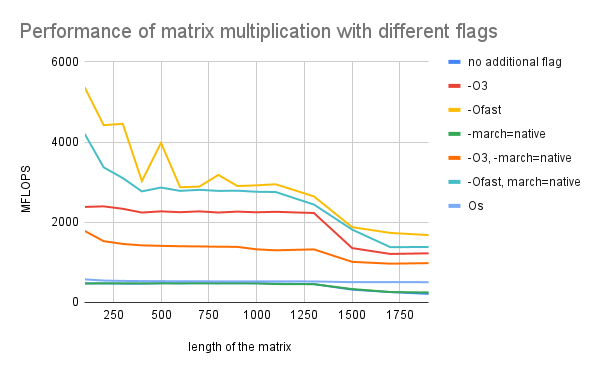 Performance of matrix multiplication with different flags
MFLOPS
6000
4000
2000
0
250
500
750
1000
1250
1500
1750
length of the matrix
no additional flag
-O3
-Ofast
-march=native
-O3, -march=native
-Ofast, march=native
Os